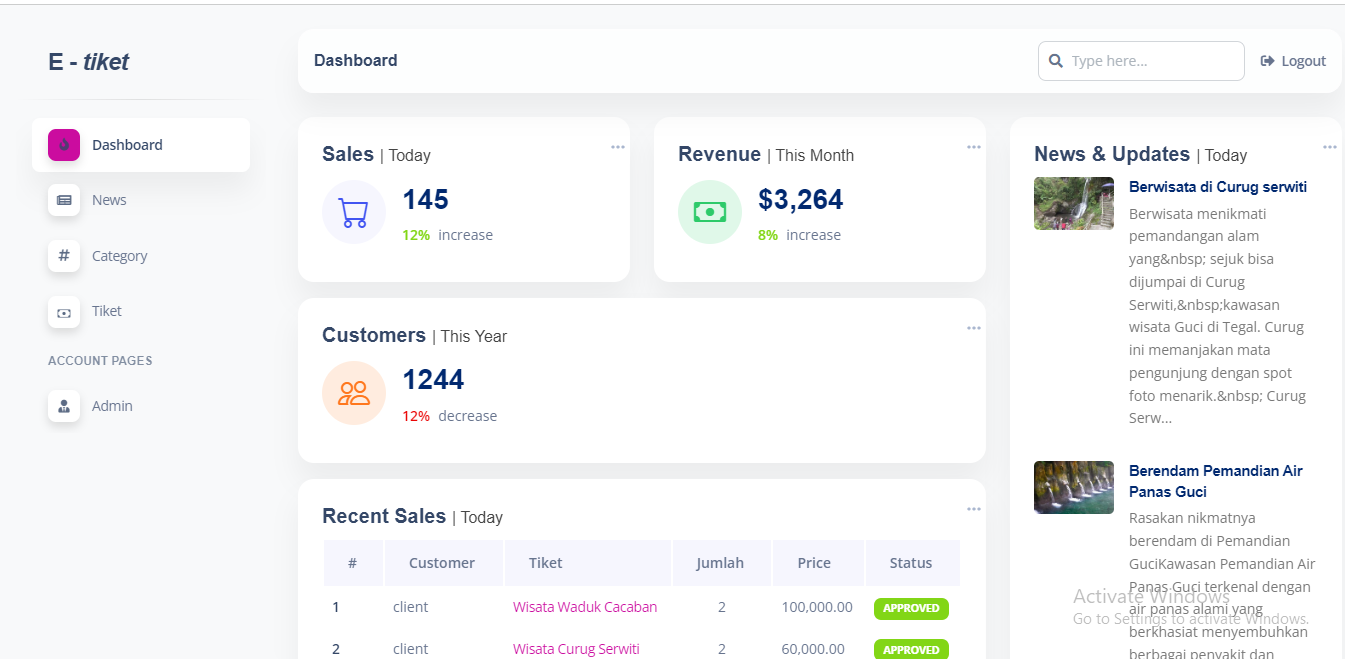 E - tiket
Dashboard
Type here...
Logout
Dashboard
News
Category
Tiket
ACCOUNT PAGES
Admin
Sales | Today
145
12% increase
Revenue | This Month
$3,264
8% increase
Customers | This Year
1244
12% decrease
Recent Sales | Today
# Customer Tiket Jumlah Price Status
1 client Wisata Waduk Cacaban 2 100,000.00 APPROVED
2 client Wisata Curug Serwiti 2 60,000.00 APPROVED
News & Updates | Today
Berwisata di Curug serwiti
Berwisata menikmati
pemandangan alam
yang&nbsp; sejuk bisa
dijumpai di Curug
Serwiti,&nbsp;kawasan
wisata Guci di Tegal. Curug
ini memanjakan mata
pengunjung dengan spot
foto menarik.&nbsp; Curug
Serw...
Berendam Pemandian Air
Panas Guci
Rasakan nikmatnya
berendam di Pemandian
GuciKawasan Pemandian Air
Panas Guci terkenal dengan
air panas alami yang
berkhasiat menyembuhkan
berbagai penyakit dan
Activate Windows
Go to Settings to activate Windows.